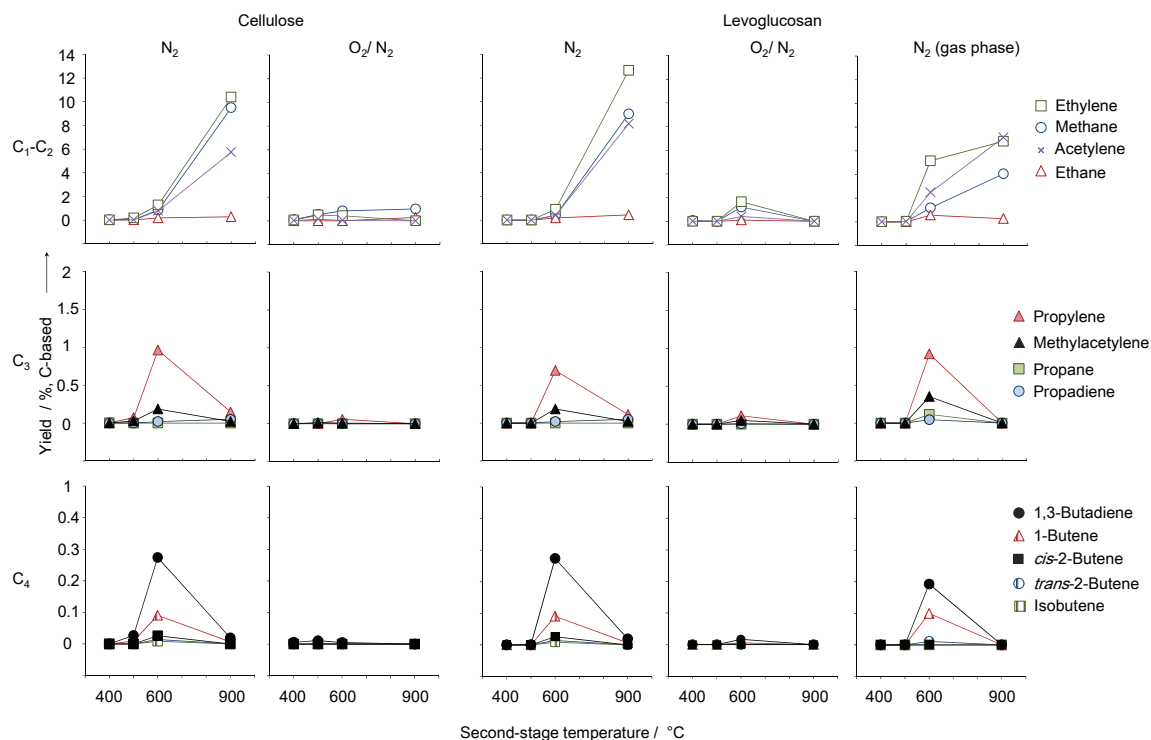 Cellulose Levoglucosan
N₂ O₂/ N₂ N₂ O₂/ N₂ N₂ (gas phase)
14
12
10
8
6
4
2
0
C₁-C₂
Ethylene
Methane
Acetylene
Ethane
2
1.5
1
0.5
0
C₃
Yield / %, C-based
Propylene
Methylacetylene
Propane
Propadiene
1
0.4
0.3
0.2
0.1
0
C₄
1,3-Butadiene
1-Butene
cis-2-Butene
trans-2-Butene
Isobutene
400 600 900 400 600 900 400 600 900 400 600 900 400 600 900
Second-stage temperature / °C